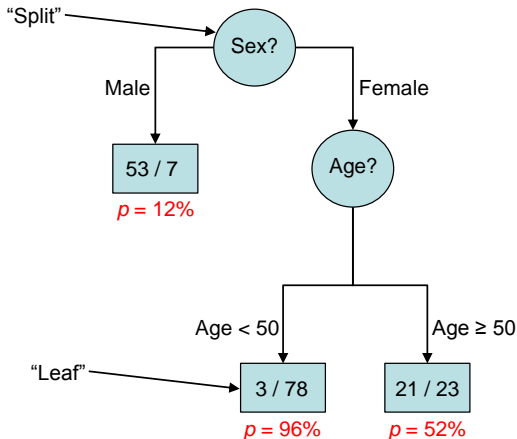 “Split”
Sex?
Male
Female
53 / 7
p = 12%
Age?
Age < 50
Age ≥ 50
“Leaf”
3 / 78
21 / 23
p = 96%
p = 52%